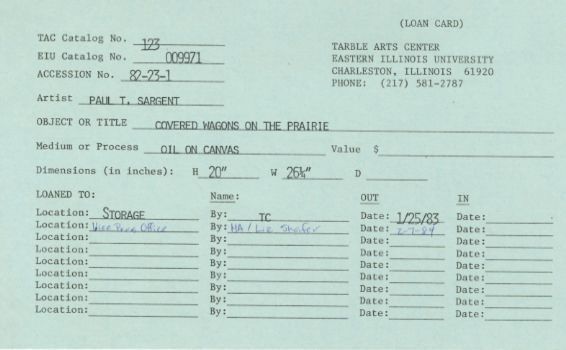 (LOAN CARD)
TAC Catalog No. 123
EIU Catalog No. 009971
ACCESSION No. 82-23-1
TARBLE ARTS CENTER
EASTERN ILLINOIS UNIVERSITY
CHARLESTON, ILLINOIS 61920
PHONE: (217) 581-2787
Artist PAUL T. SARGENT
OBJECT OR TITLE COVERED WAGONS ON THE PRAIRIE
Medium or Process OIL ON CANVAS Value $
Dimensions (in inches): H 20" W 26¼" D
LOANED TO: Name: OUT IN
Location: STORAGE By: TC Date: 1/25/83 Date:
Location: Vice Pres Office By: MA / Liz Shafer Date: 2-7-84 Date:
Location: By: Date: Date:
Location: By: Date: Date:
Location: By: Date: Date:
Location: By: Date: Date:
Location: By: Date: Date:
Location: By: Date: Date:
Location: By: Date: Date: